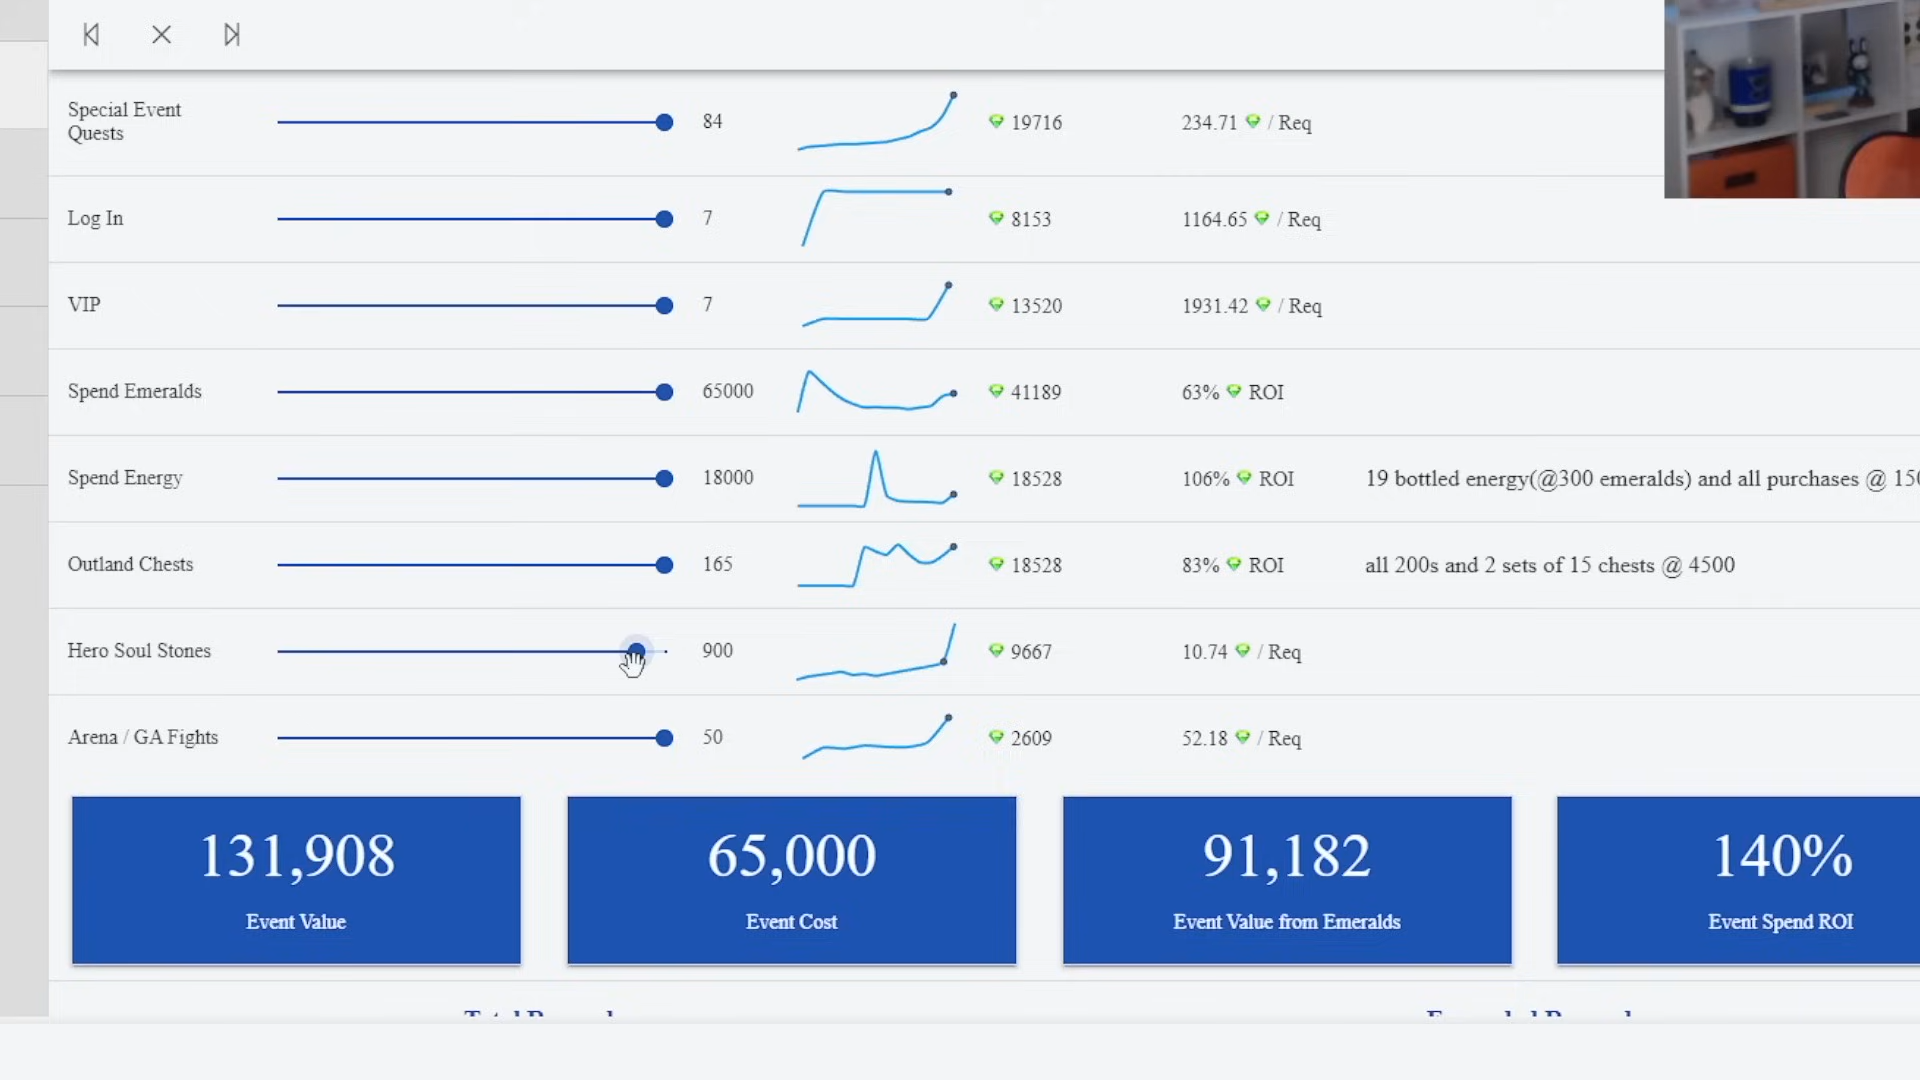 Special Event
Quests
84
19716
234.71 / Req
Log In
7
8153
1164.65 / Req
VIP
7
13520
1931.42 / Req
Spend Emeralds
65000
41189
63% ROI
Spend Energy
18000
18528
106% ROI
19 bottled energy(@300 emeralds) and all purchases @ 150
Outland Chests
165
18528
83% ROI
all 200s and 2 sets of 15 chests @ 4500
Hero Soul Stones
900
9667
10.74 / Req
Arena / GA Fights
50
2609
52.18 / Req
131,908
Event Value
65,000
Event Cost
91,182
Event Value from Emeralds
140%
Event Spend ROI